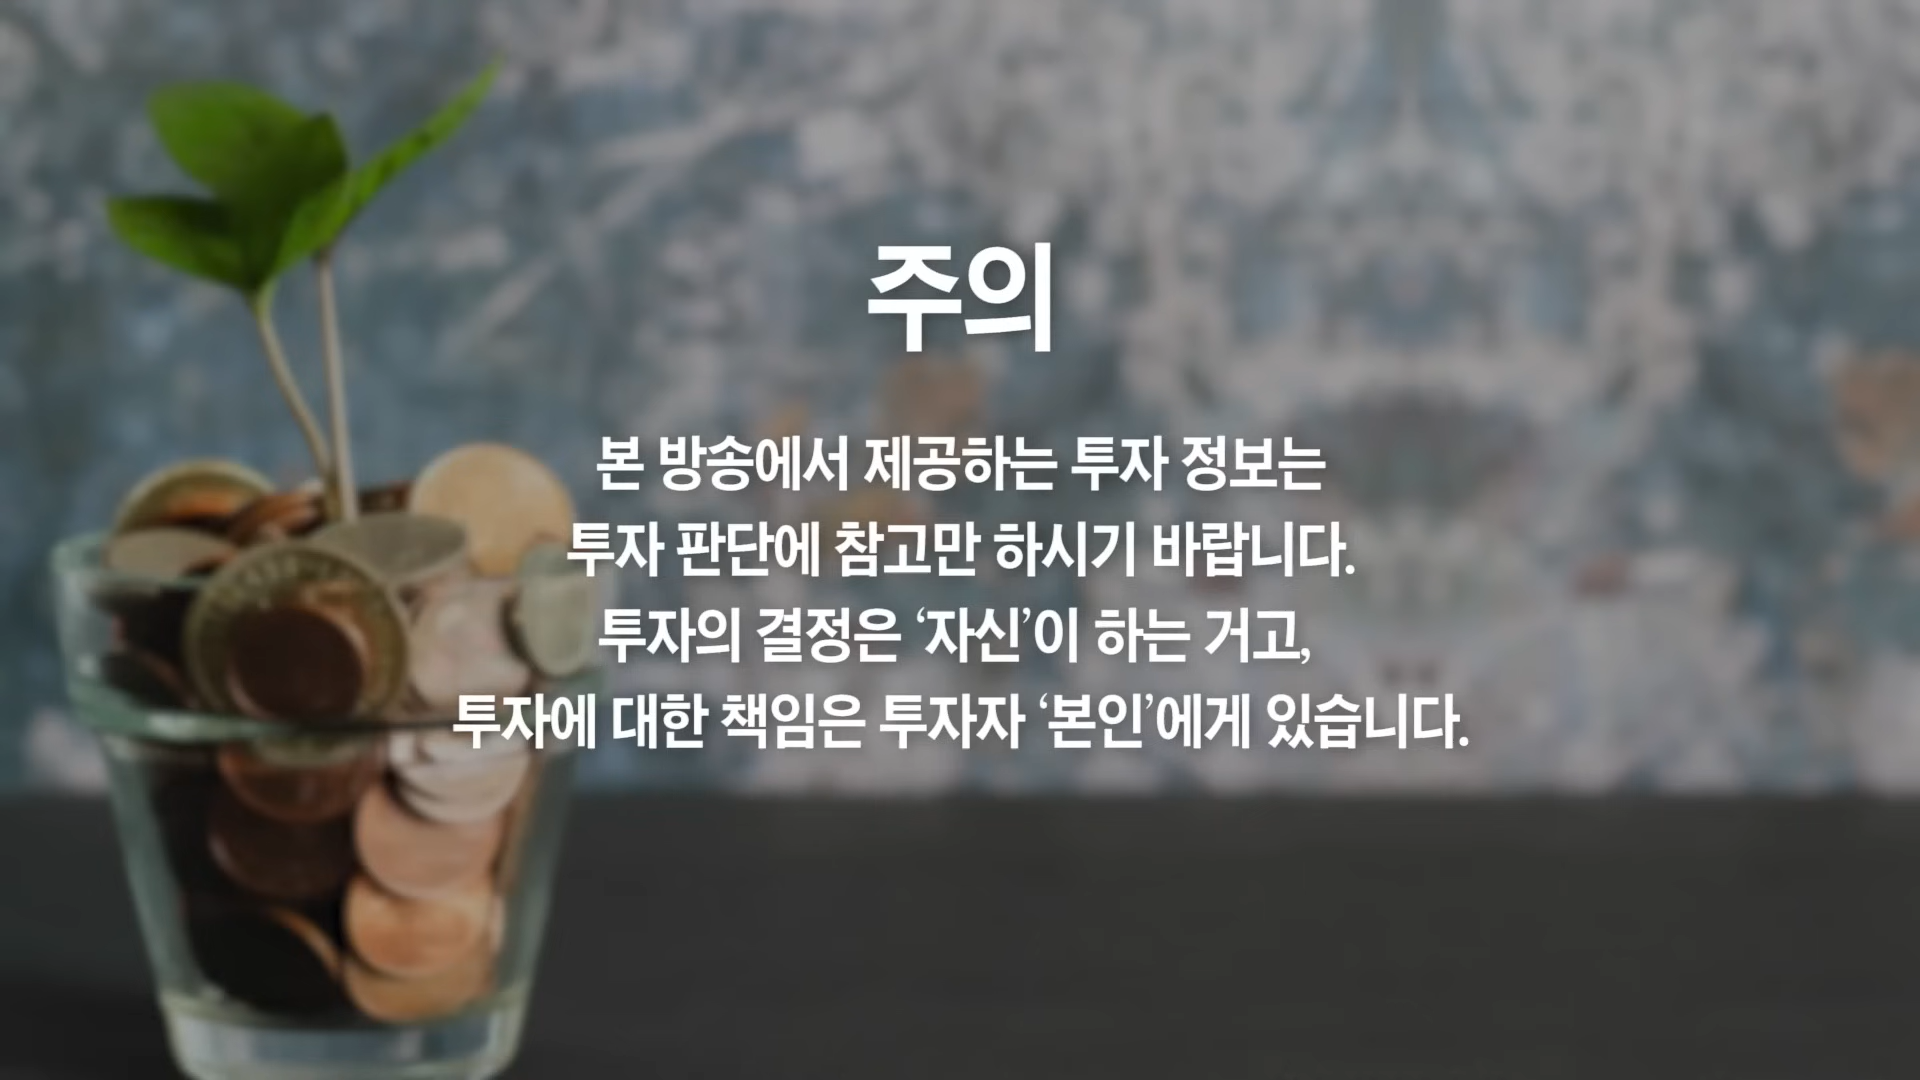 주의
본 방송에서 제공하는 투자 정보는
투자 판단에 참고만 하시기 바랍니다.
투자의 결정은 ‘자신’이 하는 거고,
투자에 대한 책임은 투자자 ‘본인’에게 있습니다.